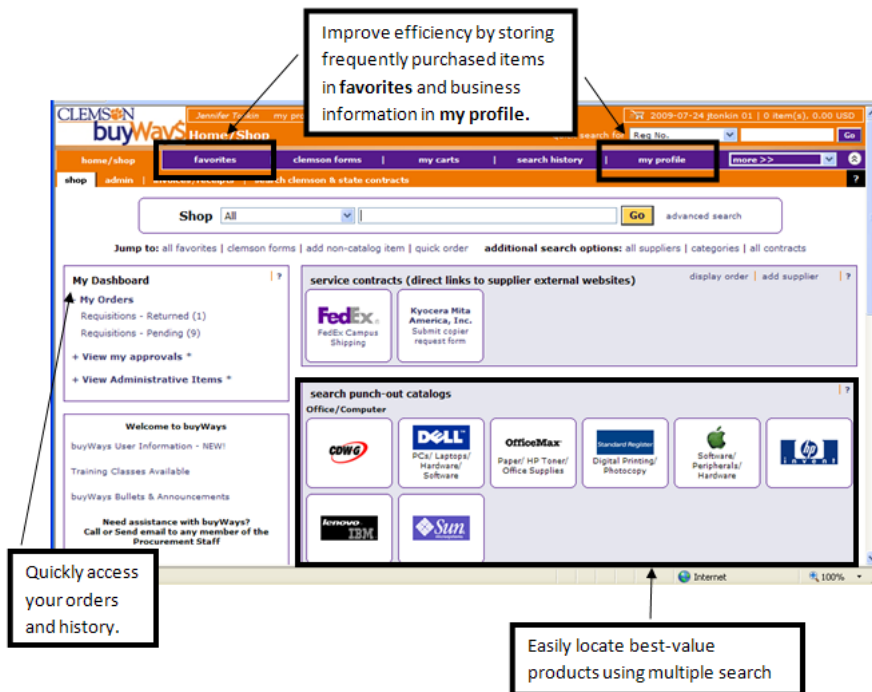 Improve efficiency by storing
frequently purchased items
in favorites and business
information in my profile.
CLEMSON
buyWays
Jennifer Tonkin my pro
2009-07-24 jtonkin 01 | 0 item(s), 0.00 USD
Home/Shop
search for Req No. Go
home/shop favorites clemson forms | my carts | search history | my profile more >>
shop admin | invoices/receipts search clemson & state contracts ?
Shop All Go advanced search
Jump to: all favorites | clemson forms | add non-catalog item | quick order additional search options: all suppliers | categories | all contracts
My Dashboard | ?
My Orders
Requisitions - Returned (1)
Requisitions - Pending (9)
+ View my approvals *
+ View Administrative Items *
service contracts (direct links to supplier external websites) display order | add supplier | ?
FedEx
FedEx Campus
Shipping
Kyocera Mita
America, Inc.
Submit copier
request form
search punch-out catalogs | ?
Office/Computer
CDWG
DELL
PCs/ Laptops/
Hardware/
Software
OfficeMax
Paper/ HP Toner/
Office Supplies
Standard Register
Digital Printing/
Photocopy
Software/
Peripherals/
Hardware
hp
invent
lenovo
IBM
Sun
Welcome to buyWays
buyWays User Information - NEW!
Training Classes Available
buyWays Bullets & Announcements
Need assistance with buyWays?
Call or Send email to any member of the
Procurement Staff
Internet 100%
Quickly access
your orders
and history.
Easily locate best-value
products using multiple search